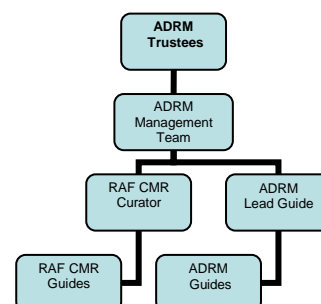 ADRM
Trustees
ADRM
Management
Team
RAF CMR
Curator
ADRM
Lead Guide
RAF CMR
Guides
ADRM
Guides